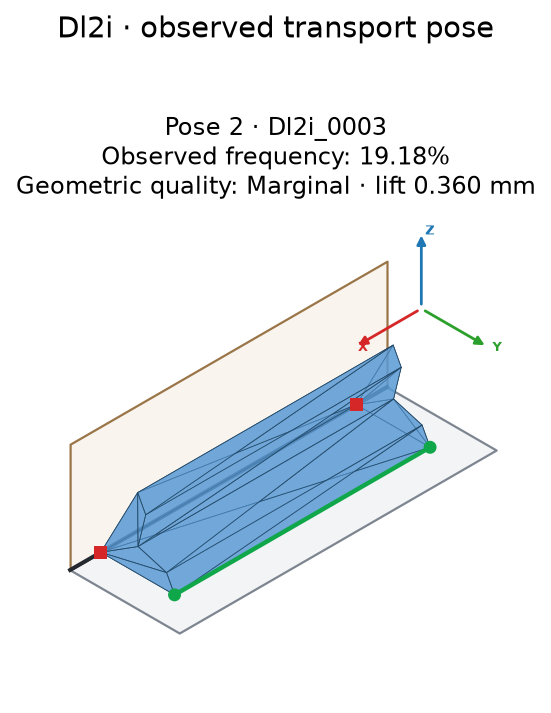 Dl2i · observed transport pose
Pose 2 · Dl2i_0003
Observed frequency: 19.18%
Geometric quality: Marginal · lift 0.360 mm
Z
X
Y